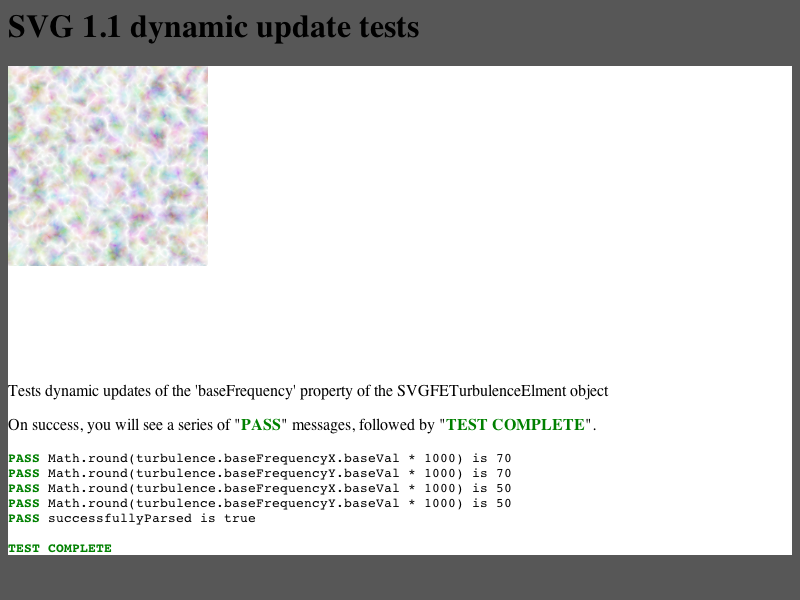 SVG 1.1 dynamic update tests
Tests dynamic updates of the 'baseFrequency' property of the SVGFETurbulenceElment object
On success, you will see a series of "PASS" messages, followed by "TEST COMPLETE".
PASS Math.round(turbulence.baseFrequencyX.baseVal * 1000) is 70
PASS Math.round(turbulence.baseFrequencyY.baseVal * 1000) is 70
PASS Math.round(turbulence.baseFrequencyX.baseVal * 1000) is 50
PASS Math.round(turbulence.baseFrequencyY.baseVal * 1000) is 50
PASS successfullyParsed is true
TEST COMPLETE